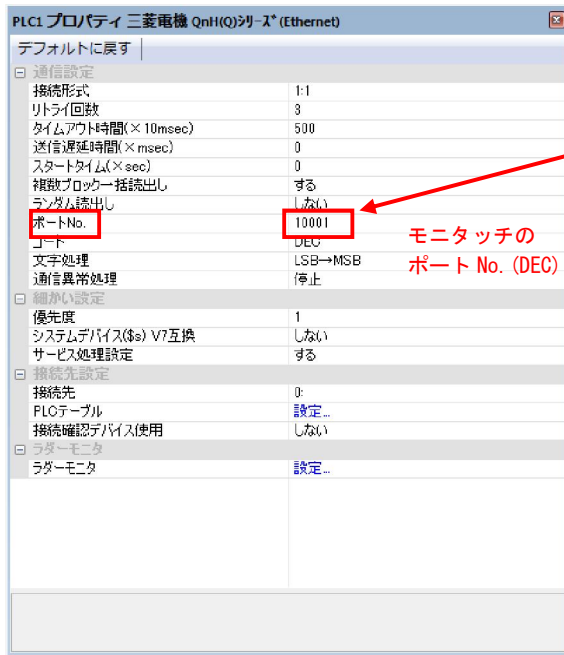 PLC1 プロパティ 三菱電機 QnH(Q)ｼﾘｰｽﾞ(Ethernet)
デフォルトに戻す
通信設定
接続形式 1:1
リトライ回数 3
タイムアウト時間(×10msec) 500
送信遅延時間(×msec) 0
スタートタイム(×sec) 0
複数ブロック一括読出し する
ランダム読出し しない
ポートNo. 10001
コード DEC
モニタッチの
文字処理 LSB→MSB
ポート No. (DEC)
通信異常処理 停止
細かい設定
優先度 1
システムデバイス($s) V7互換 しない
サービス処理設定 する
接続先設定
接続先 0:
PLCテーブル 設定...
接続確認デバイス使用 しない
ラダーモニタ
ラダーモニタ 設定...